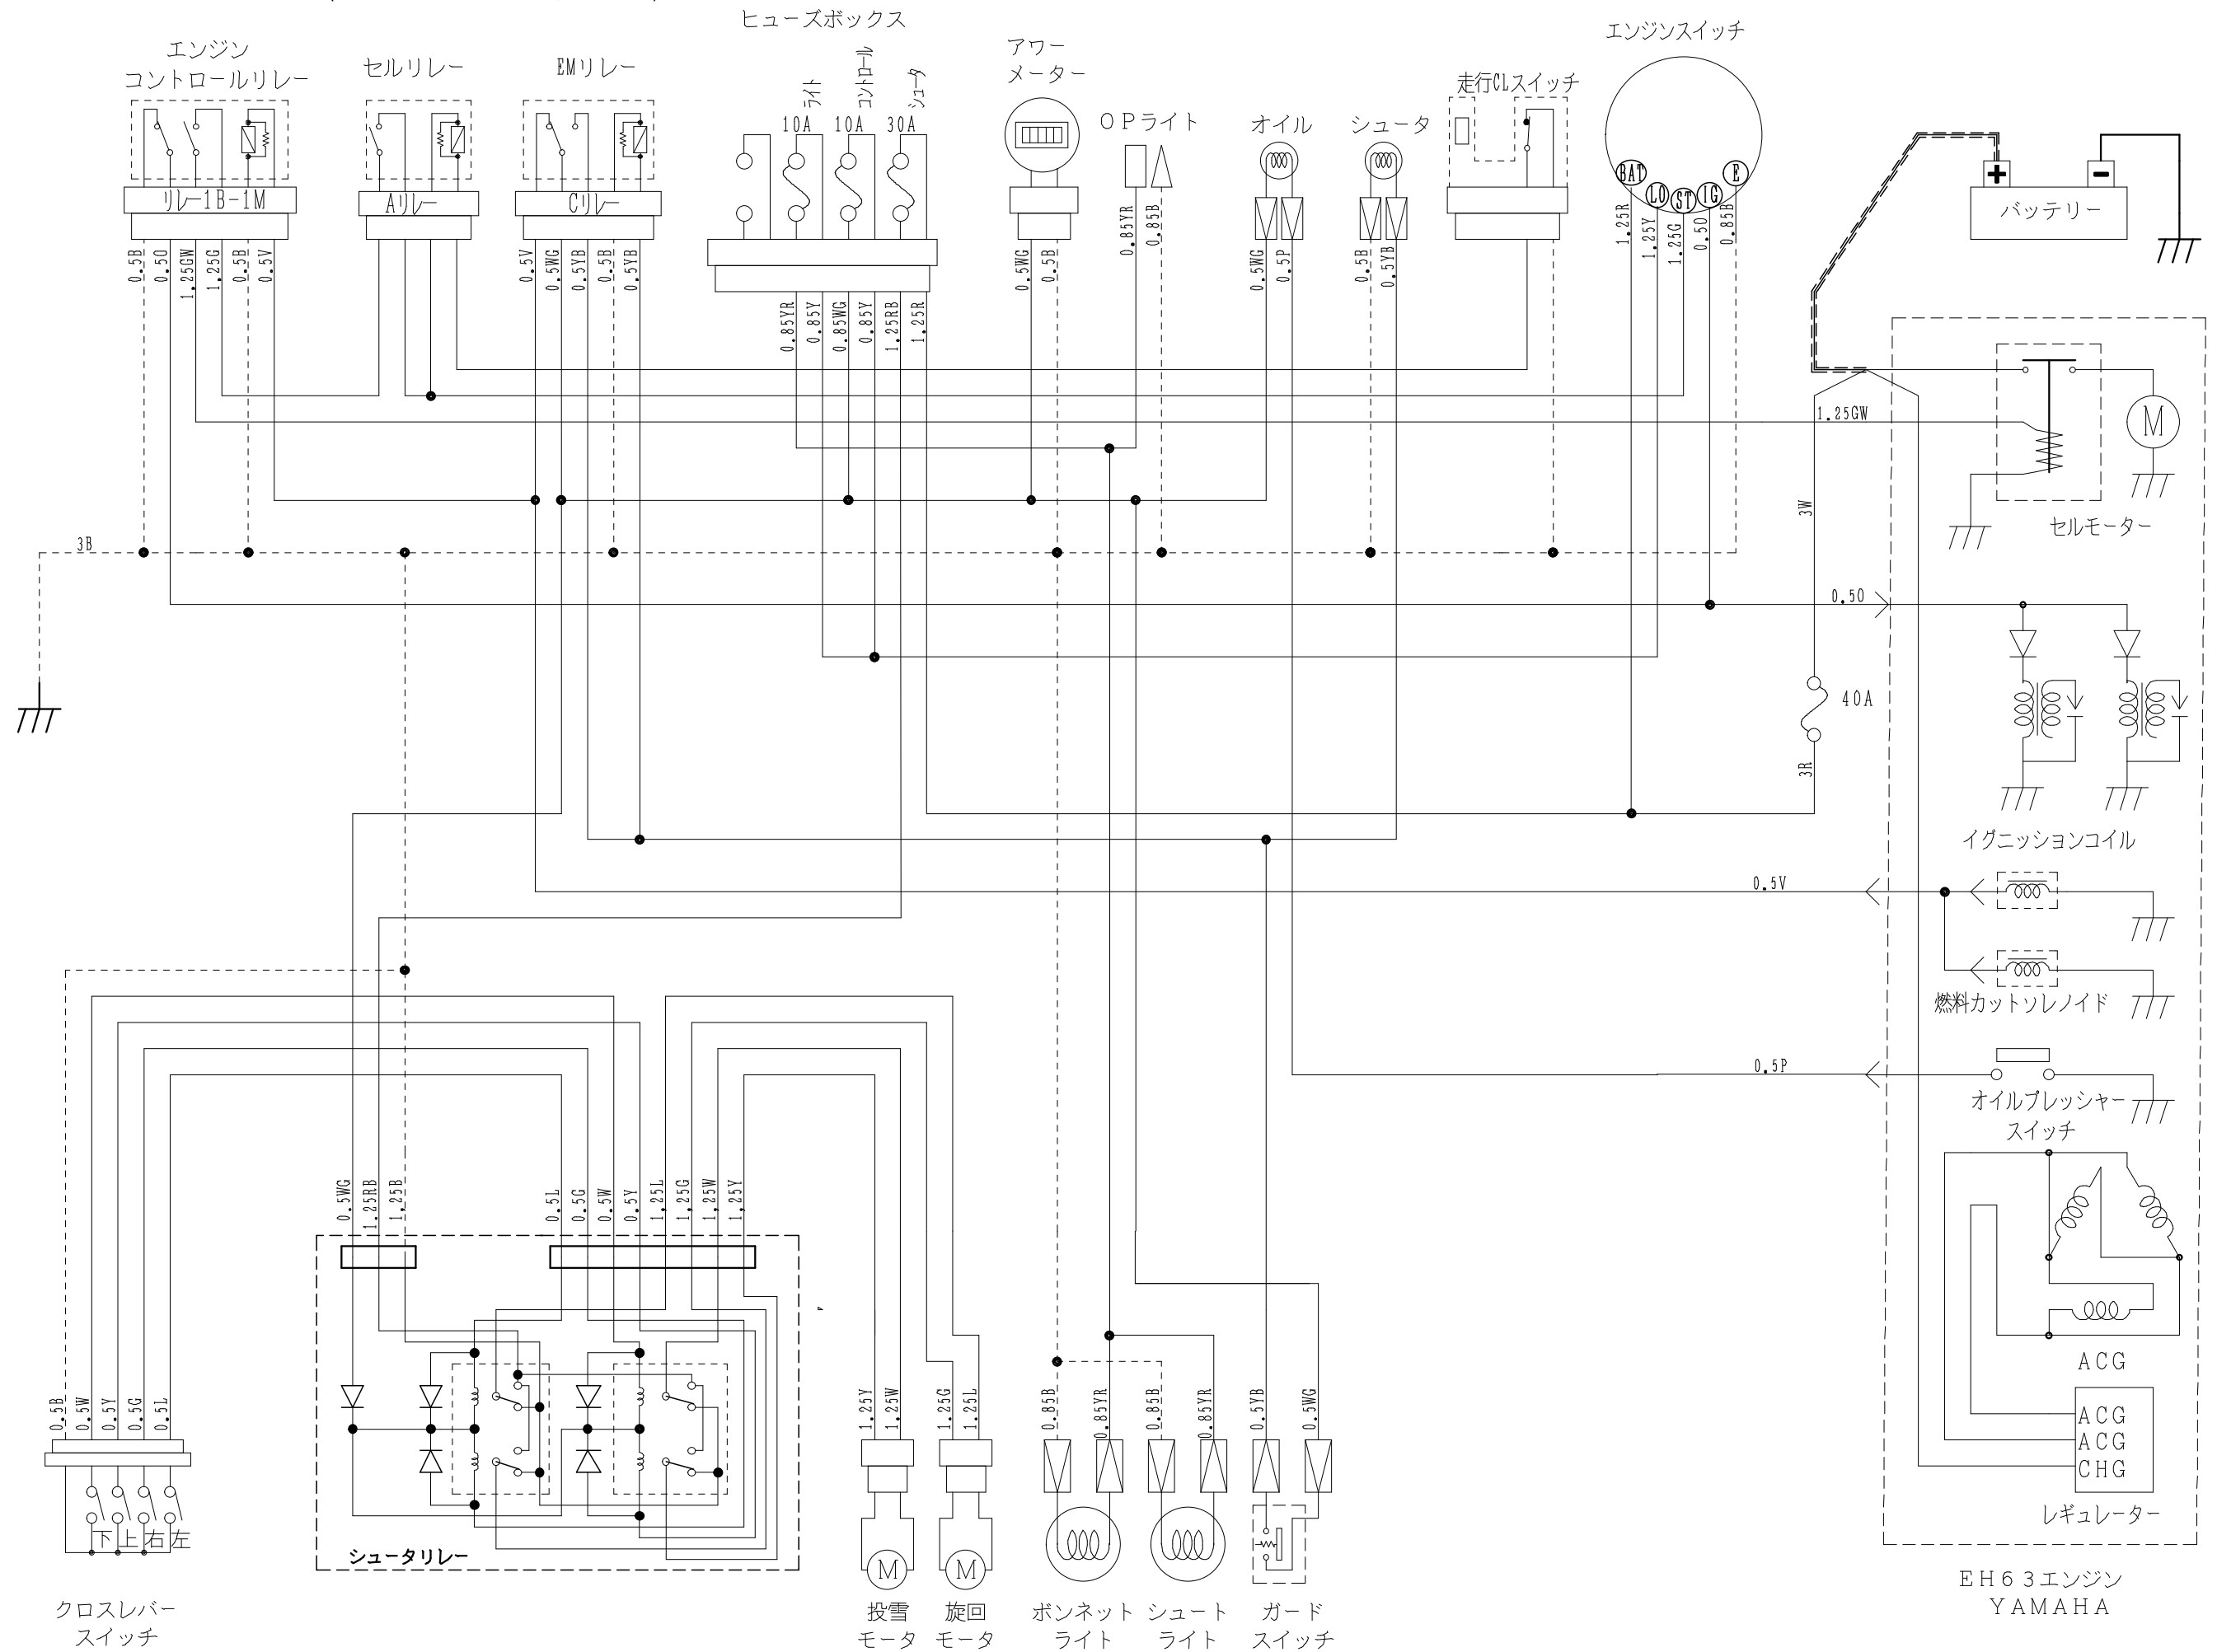 ヒューズボックス
エンジンスイッチ
エンジン
コントロールリレー
セルリレー
EMリレー
ライト
コントロール
シュータ
10A
10A
30A
アワー
メーター
OPライト
オイル
シュータ
走行CLスイッチ
BAT
LO
ST
IG
E
バッテリー
リレー1B-1M
Aリレー
Cリレー
0.5B
0.5O
1.25GW
1.25G
0.5B
0.5V
0.5V
0.5WG
0.5YB
0.5B
0.5YB
0.85YR
0.85Y
0.85WG
0.85Y
1.25RB
1.25R
0.5WG
0.5B
0.85YR
0.85B
0.5WG
0.5P
0.5B
0.5YB
1.25R
1.25Y
1.25G
0.5O
0.85B
1.25GW
M
セルモーター
3W
3B
0.5O
40A
3R
イグニッションコイル
0.5V
燃料カットソレノイド
0.5P
オイルプレッシャー
スイッチ
0.5WG
1.25RB
1.25B
0.5L
0.5G
0.5W
0.5Y
1.25L
1.25G
1.25W
1.25Y
ACG
ACG
ACG
CHG
レギュレーター
0.5B
0.5W
0.5Y
0.5G
0.5L
1.25Y
1.25W
1.25G
1.25L
0.85B
0.85YR
0.85B
0.85YR
0.5YB
0.5WG
下上右左
シュータリレー
M
M
クロスレバー
スイッチ
投雪
モータ
旋回
モータ
ボンネット
ライト
シュート
ライト
ガード
スイッチ
EH63エンジン
YAMAHA